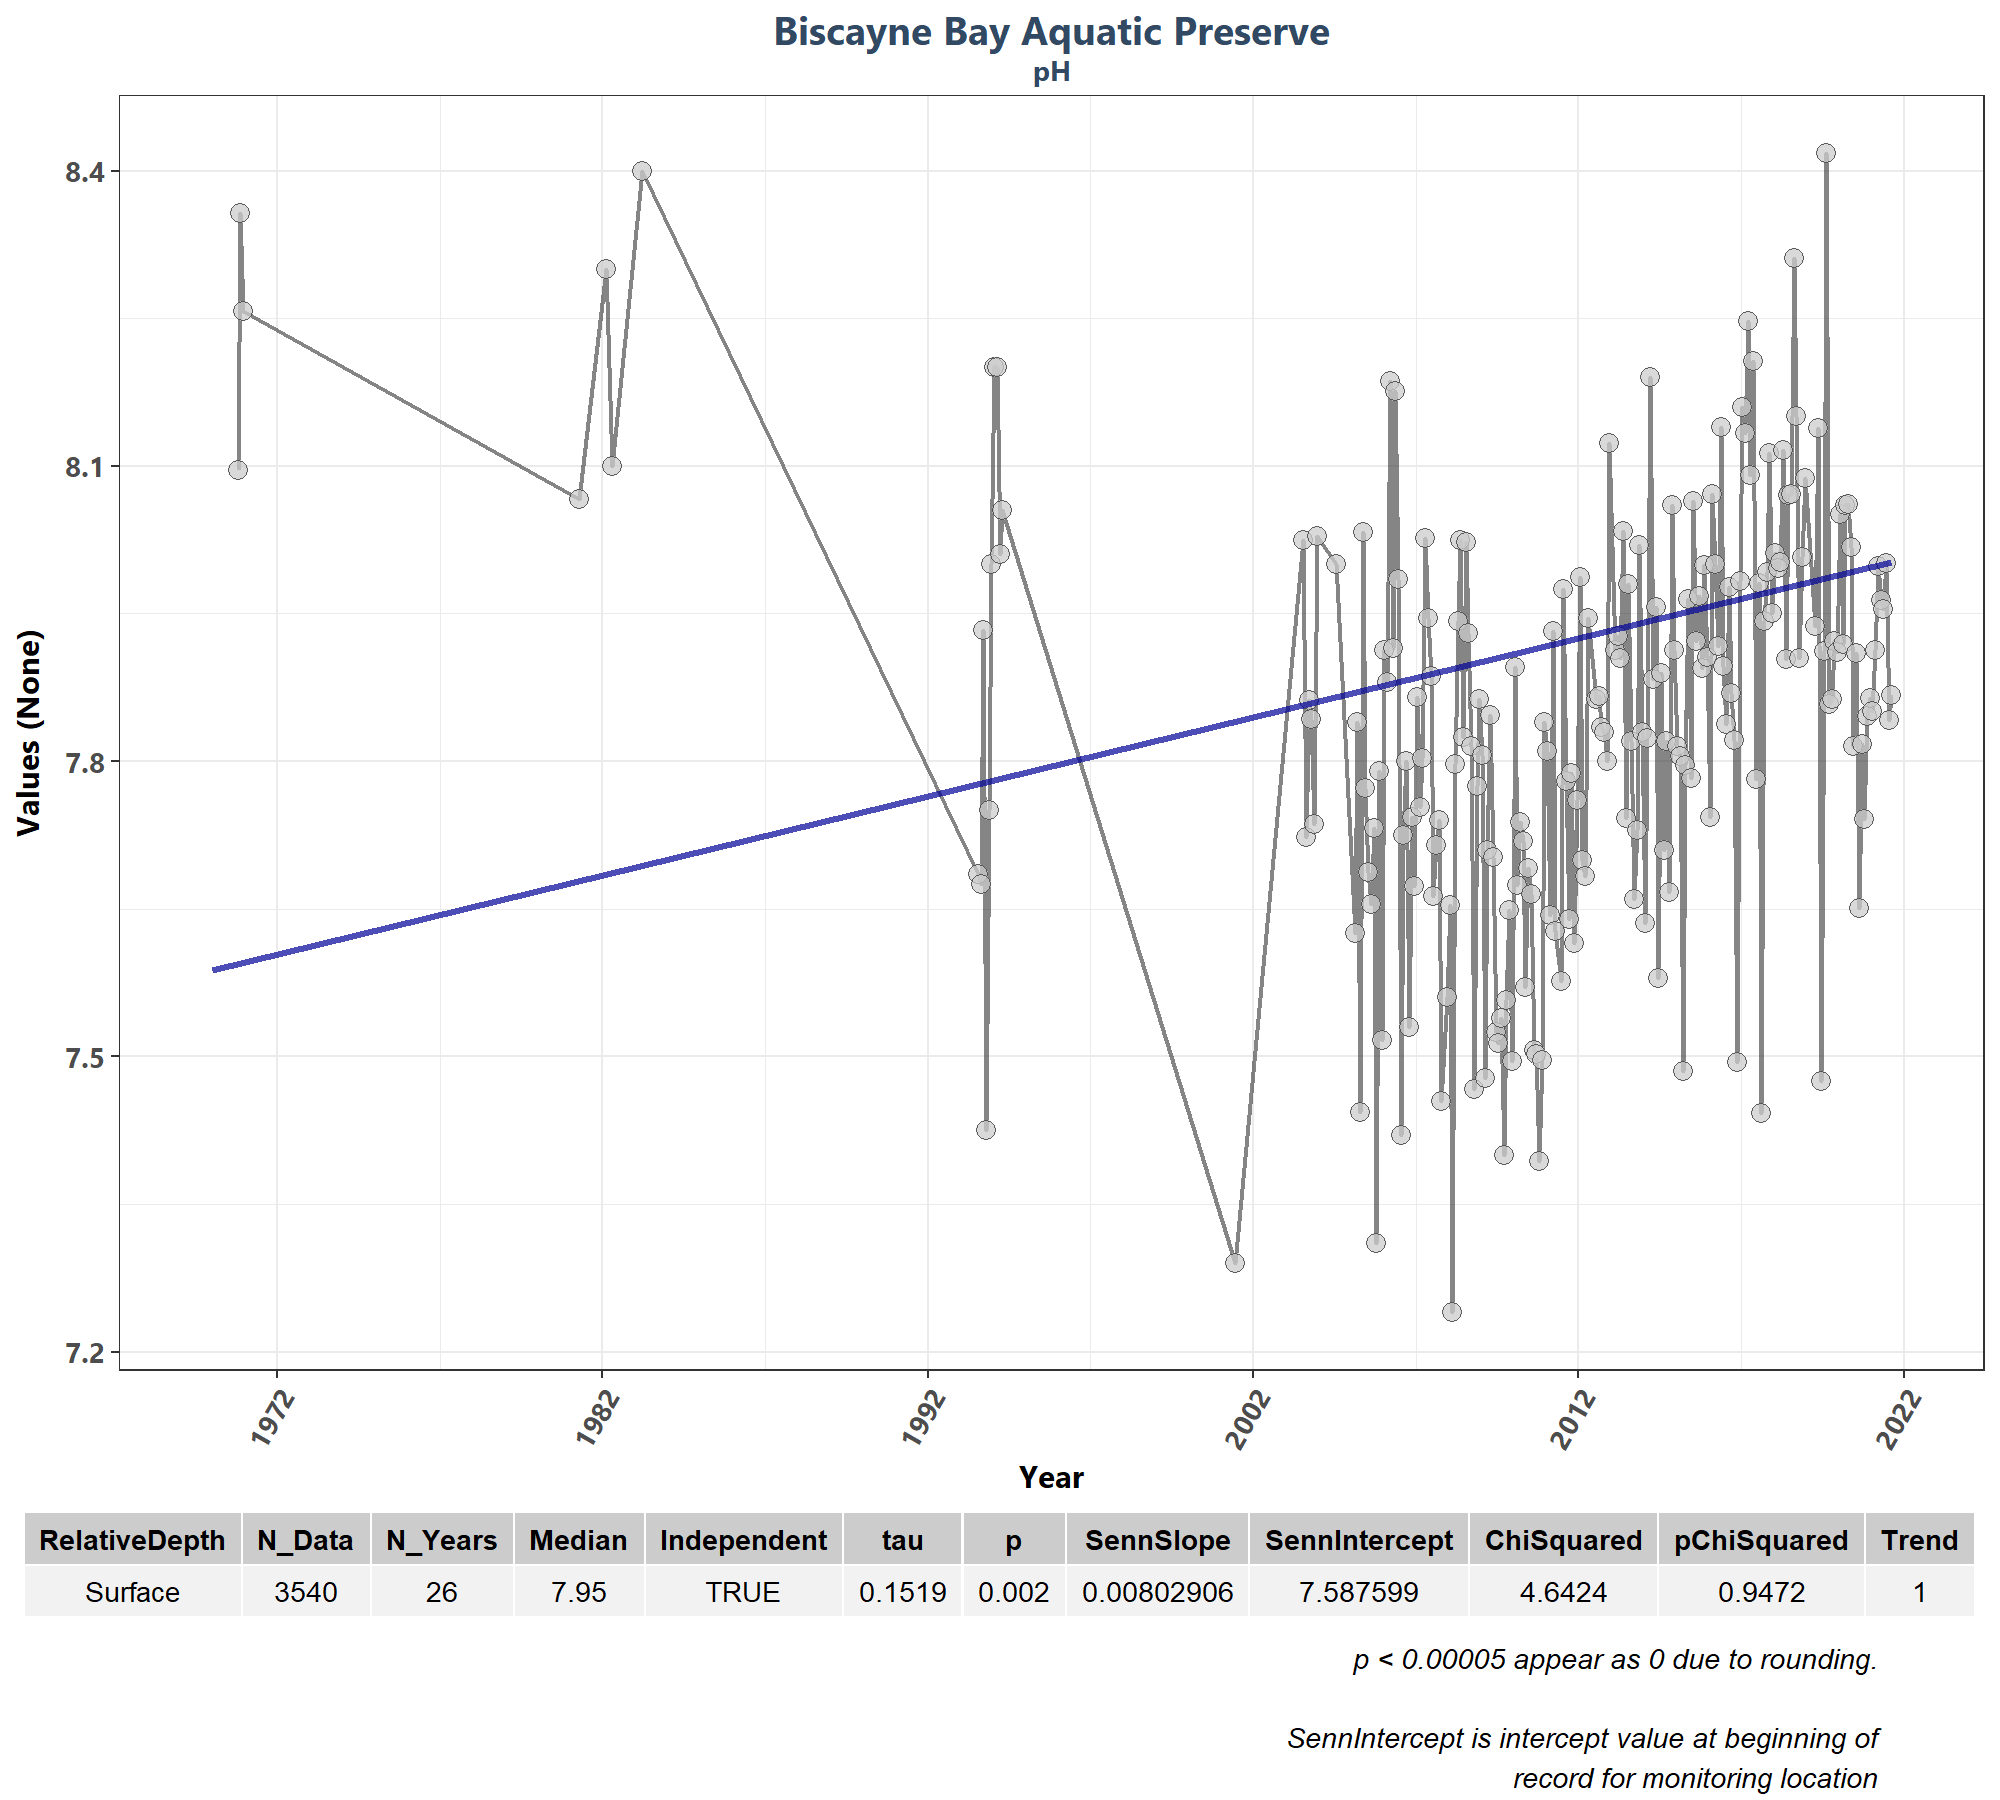 Biscayne Bay Aquatic Preserve
pH
8.4
8.1
7.8
7.5
7.2
Values (None)
1972 1982 1992 2002 2012 2022
Year
RelativeDepth N_Data N_Years Median Independent tau p SennSlope SennIntercept ChiSquared pChiSquared Trend
Surface 3540 26 7.95 TRUE 0.1519 0.002 0.00802906 7.587599 4.6424 0.9472 1
p < 0.00005 appear as 0 due to rounding.
SennIntercept is intercept value at beginning of
record for monitoring location